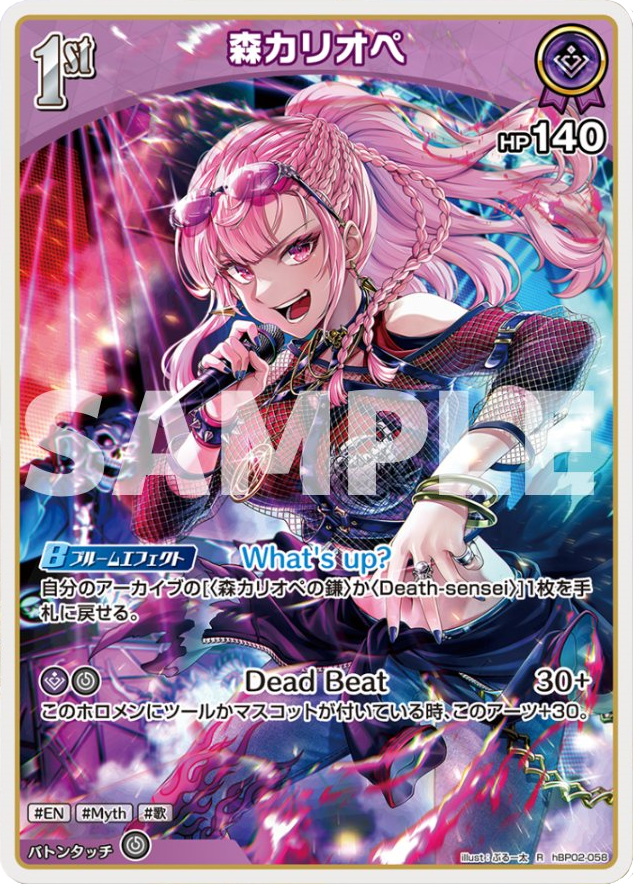 1st
森カリオペ
HP140
SAMPLE
Bブルームエフェクト What's up?
自分のアーカイブの[〈森カリオペの鎌〉か〈Death-sensei〉]1枚を手
札に戻せる。
Dead Beat 30+
このホロメンにツールかマスコットが付いている時、このアーツ+30。
#EN #Myth #歌
バトンタッチ
illust:ぶるー太 R hBP02-058